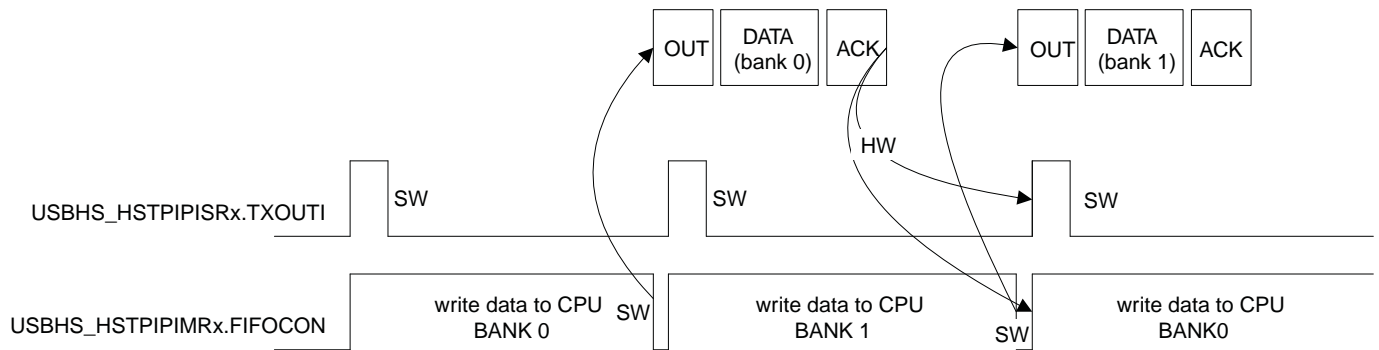 OUT
DATA
(bank 0)
ACK
OUT
DATA
(bank 1)
ACK
HW
USBHS_HSTPIPISRx.TXOUTI
SW
SW
SW
USBHS_HSTPIPIMRx.FIFOCON
write data to CPU
BANK 0
SW
write data to CPU
BANK 1
SW
write data to CPU
BANK0